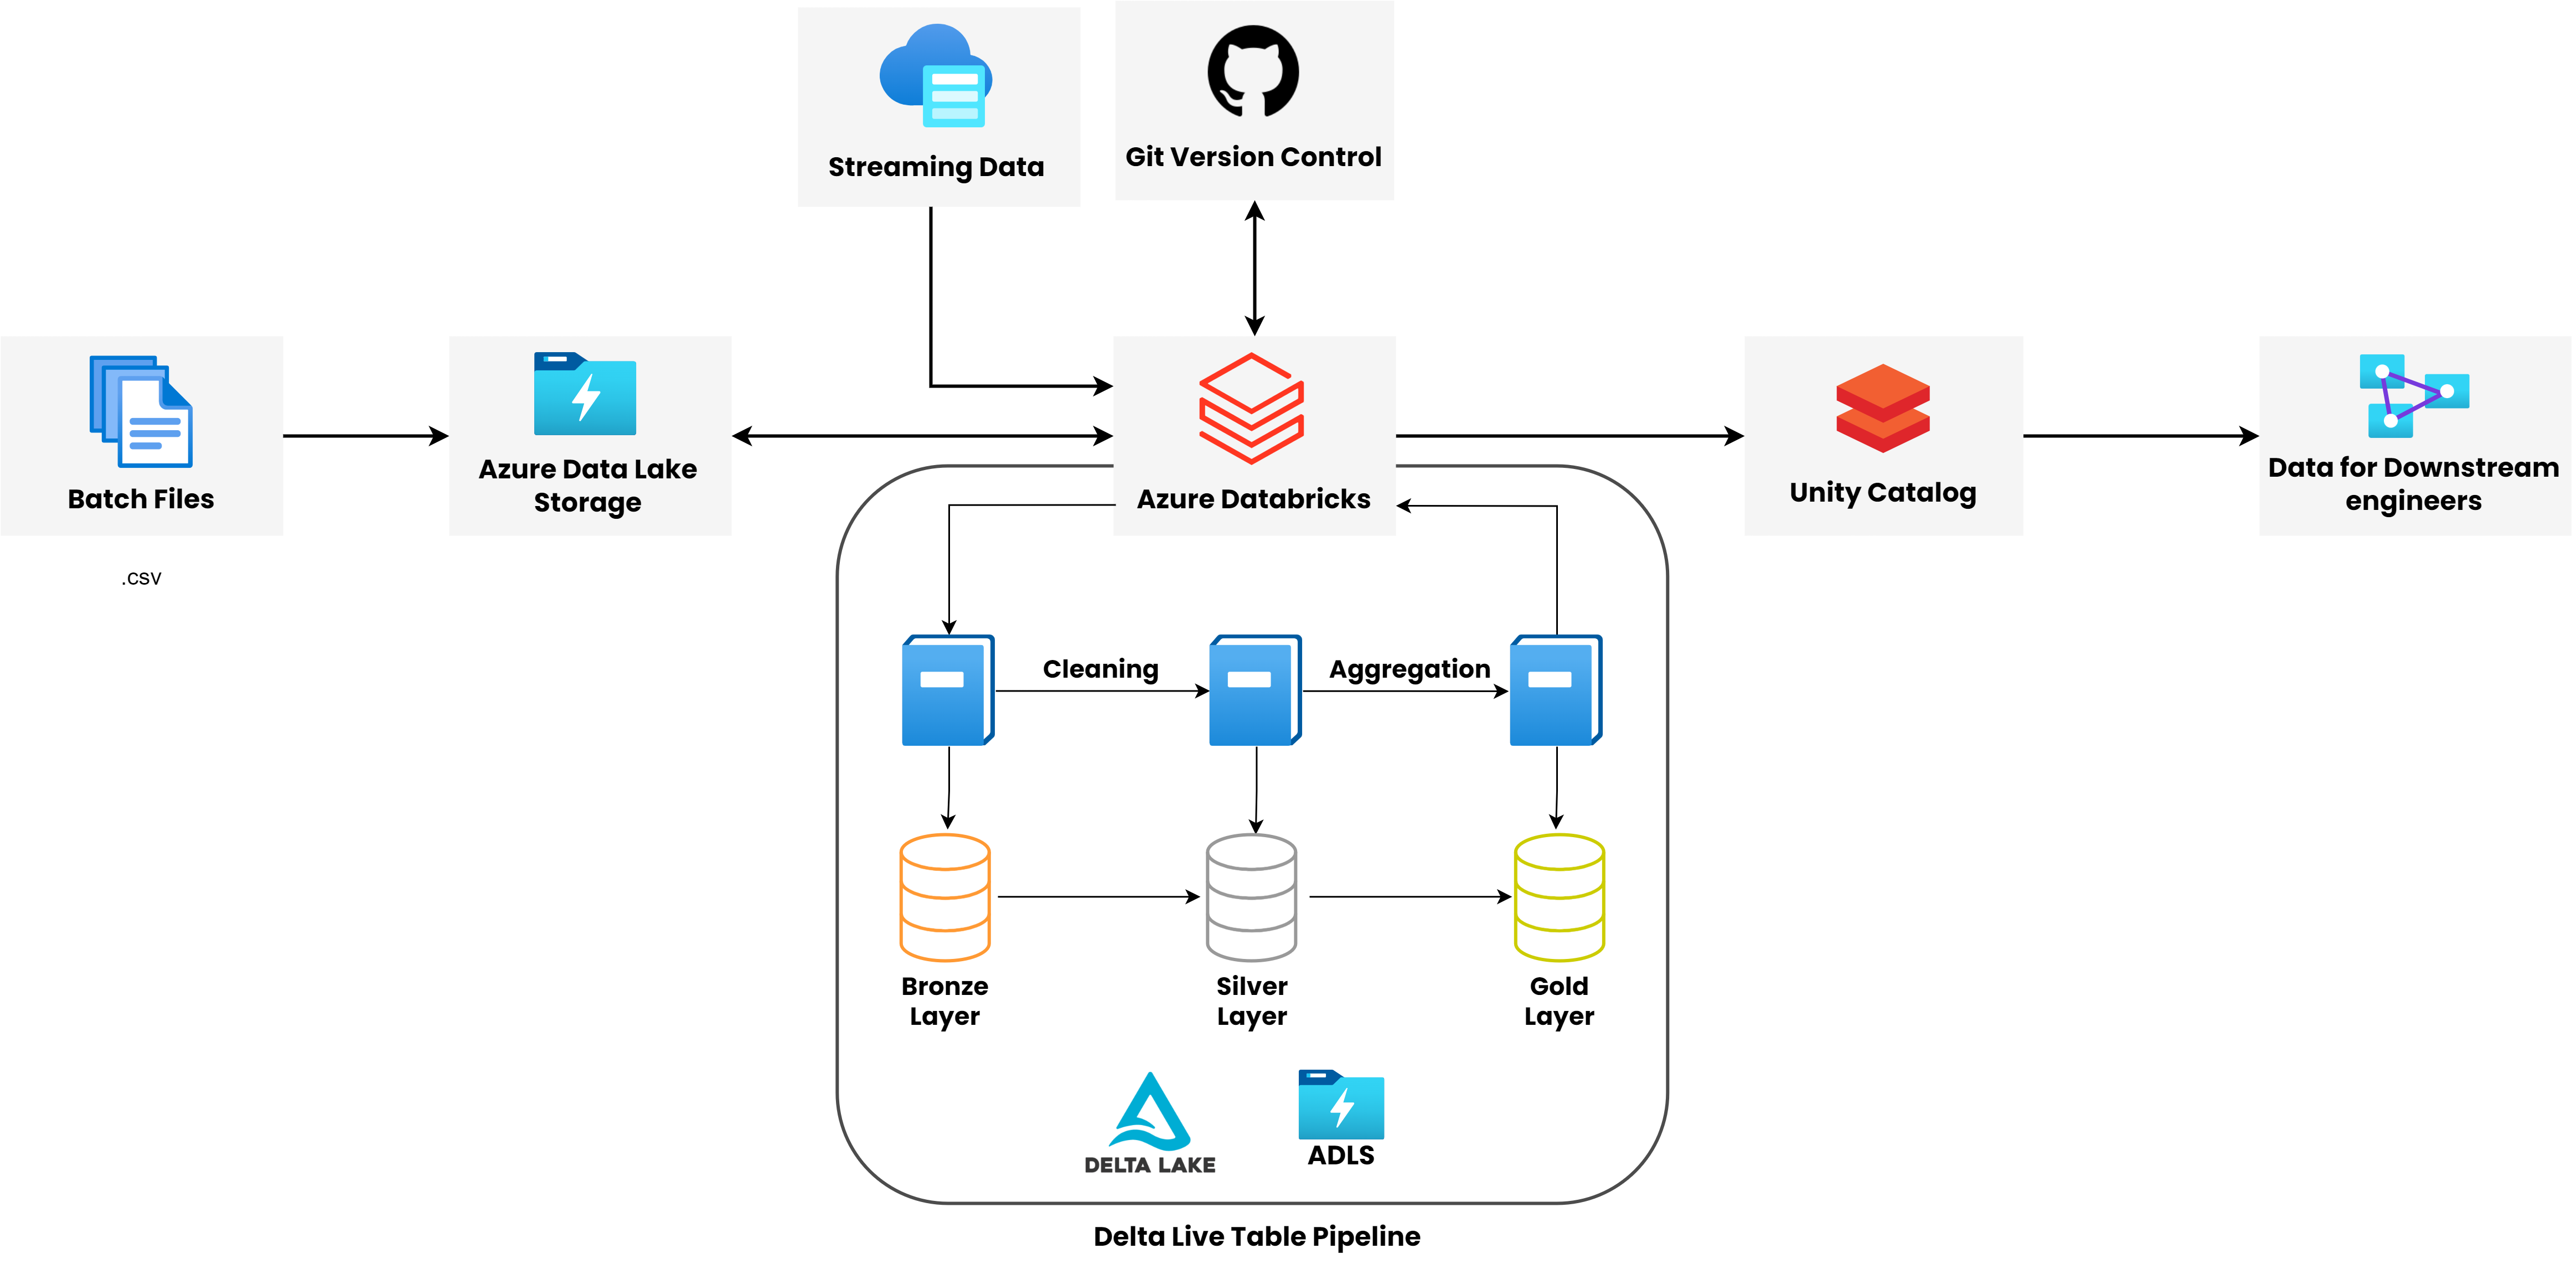 Streaming Data
Git Version Control
Batch Files
.csv
Azure Data Lake
Storage
Azure Databricks
Unity Catalog
Data for Downstream
engineers
Cleaning
Aggregation
Bronze
Layer
Silver
Layer
Gold
Layer
DELTA LAKE
ADLS
Delta Live Table Pipeline